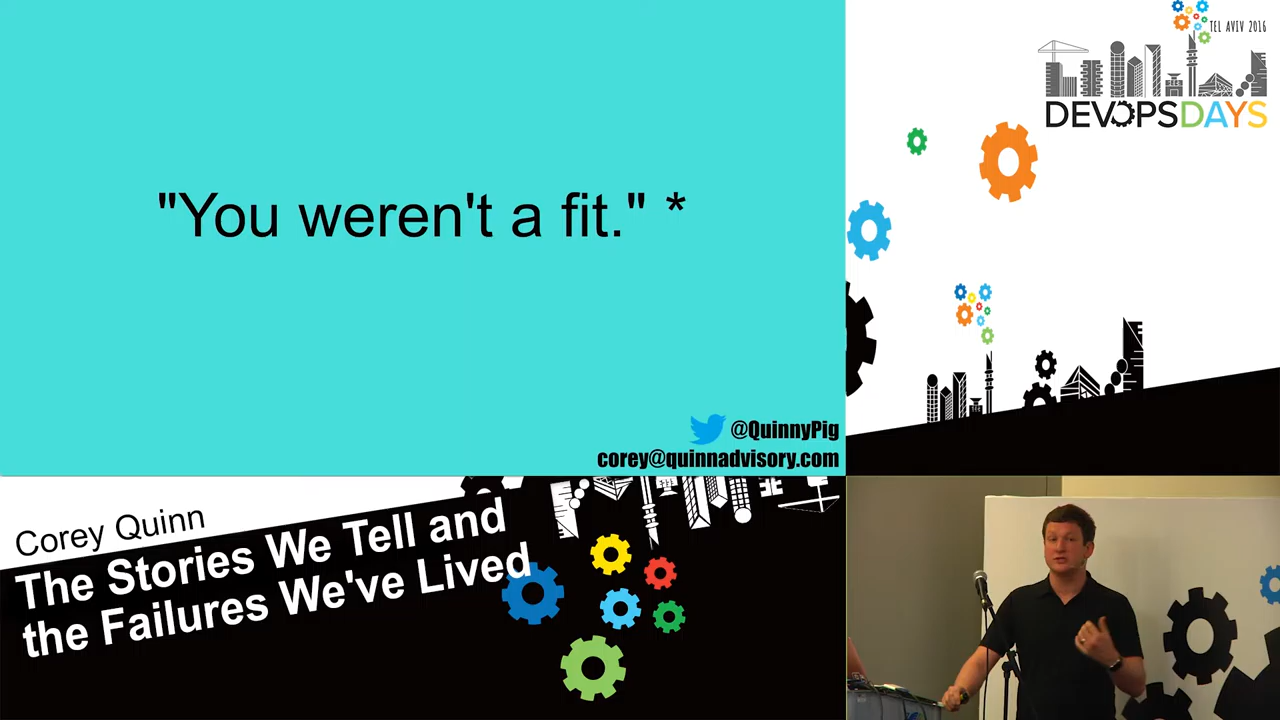 "You weren't a fit." *
@QuinnyPig
corey@quinnadvisory.com
TEL AVIV 2016
DEVOPSDAYS
Corey Quinn
The Stories We Tell and
the Failures We've Lived